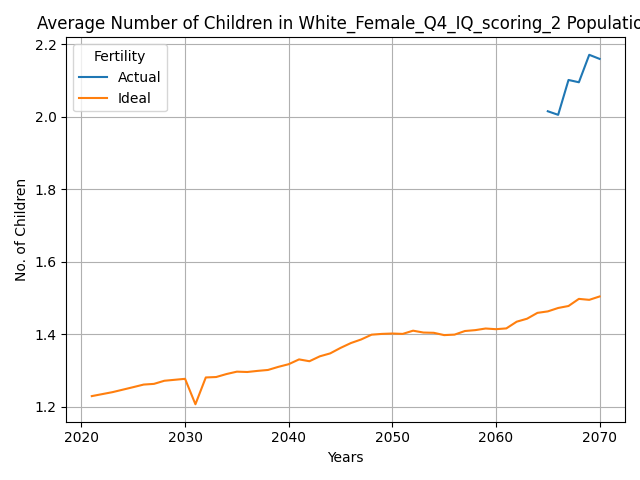 Average Number of Children in White_Female_Q4_IQ_scoring_2 Populatio
Fertility
Actual
Ideal
2.2
2.0
1.8
1.6
1.4
1.2
No. of Children
2020 2030 2040 2050 2060 2070
Years